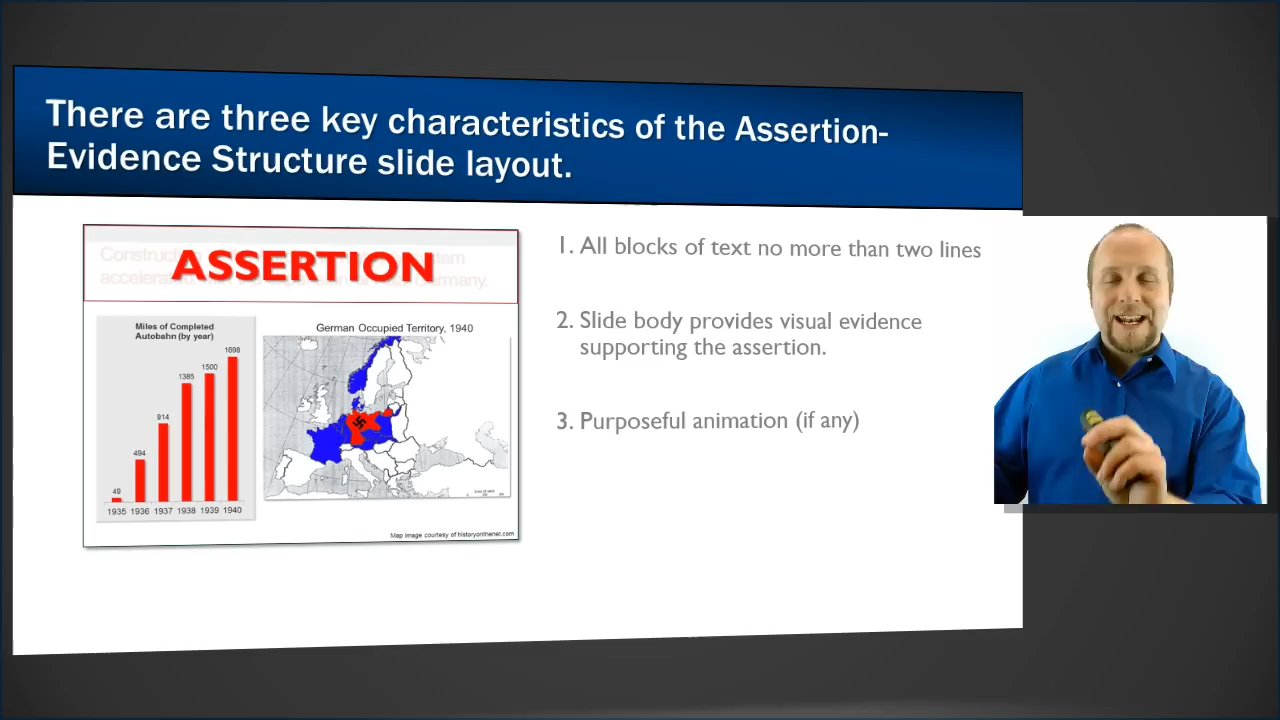 There are three key characteristics of the Assertion-
Evidence Structure slide layout.
ASSERTION
Miles of Completed
Autobahn (by year)
49
494
914
1385
1500
1698
1935 1936 1937 1938 1939 1940
German Occupied Territory, 1940
Map image courtesy of historyonthenet.com
1. All blocks of text no more than two lines
2. Slide body provides visual evidence
supporting the assertion.
3. Purposeful animation (if any)